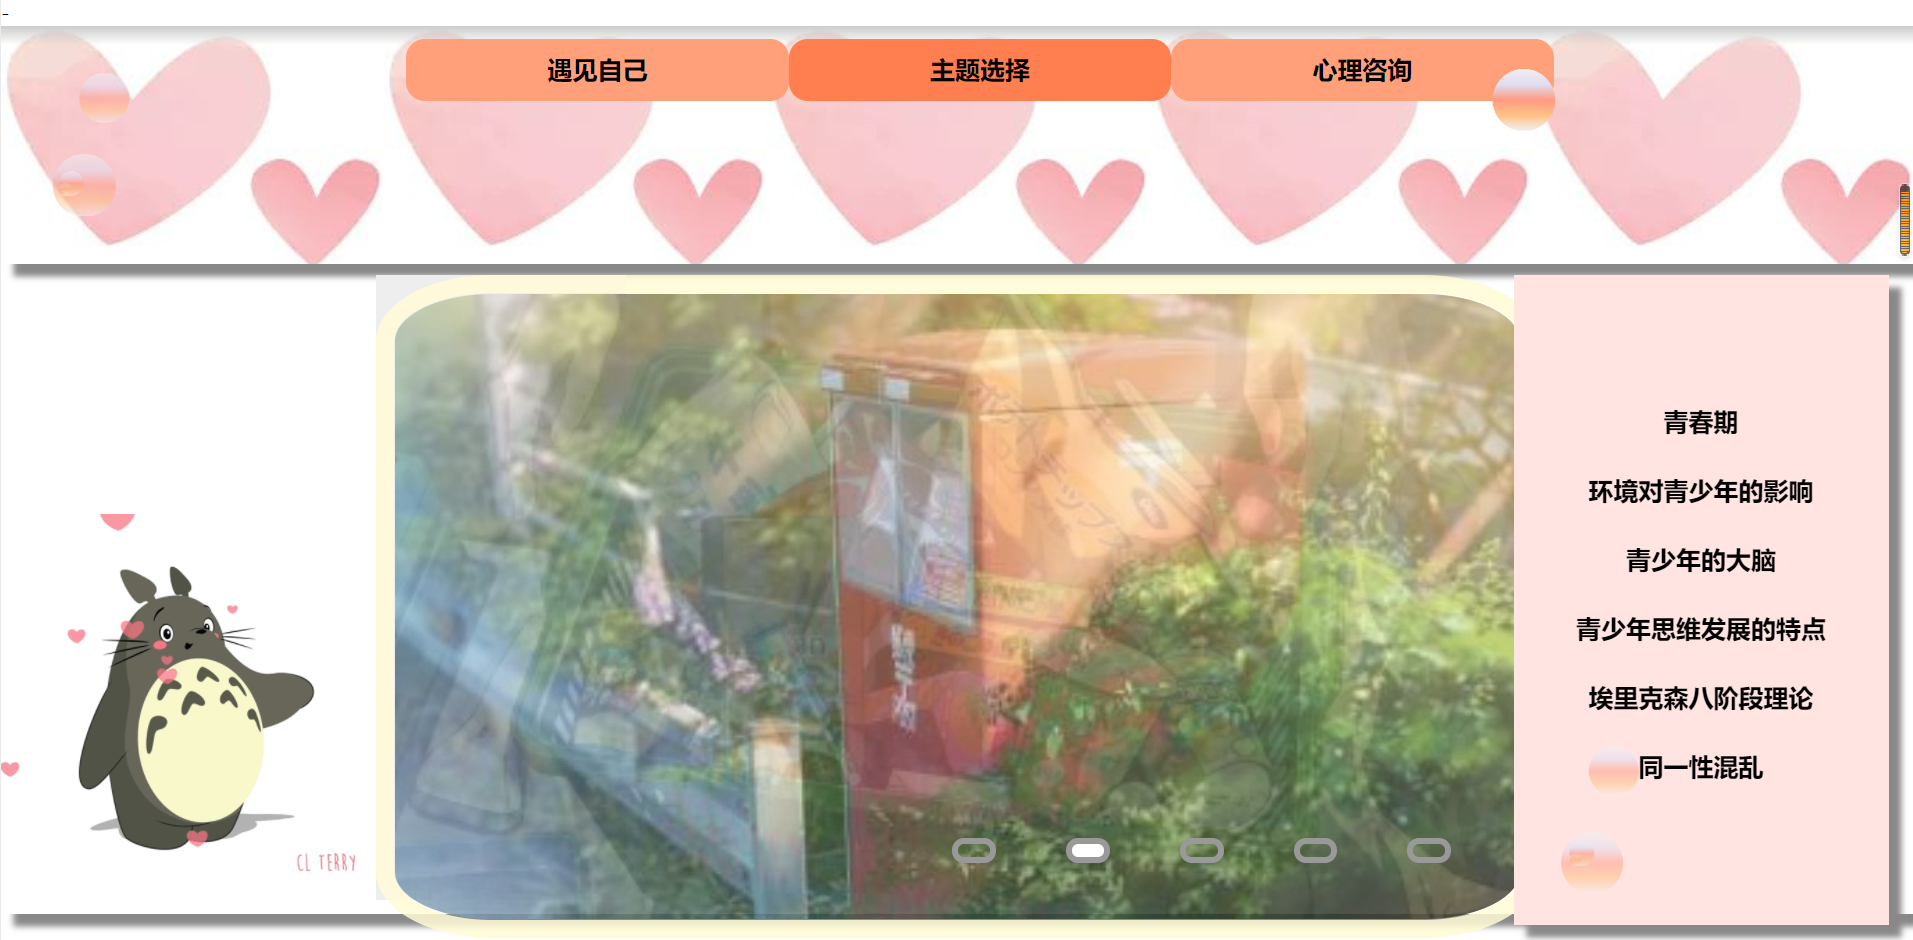 遇见自己
主题选择
心理咨询
青春期
环境对青少年的影响
青少年的大脑
青少年思维发展的特点
埃里克森八阶段理论
同一性混乱
CL TERRY